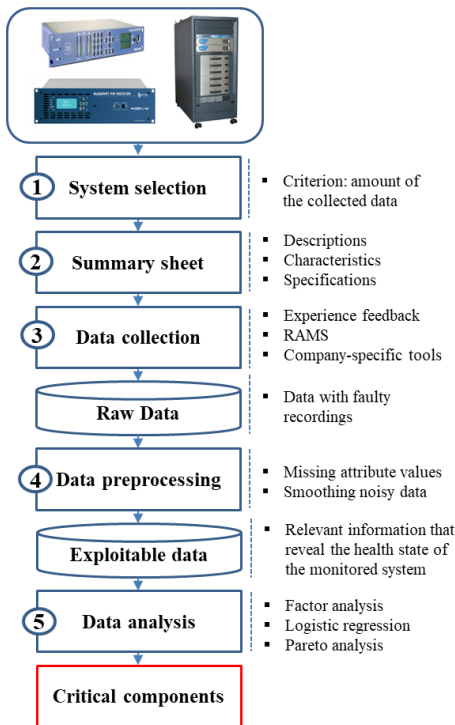 1
System selection
▪ Criterion: amount of
the collected data
2
Summary sheet
▪ Descriptions
▪ Characteristics
▪ Specifications
3
Data collection
▪ Experience feedback
▪ RAMS
▪ Company-specific tools
Raw Data
▪ Data with faulty
recordings
4
Data preprocessing
▪ Missing attribute values
▪ Smoothing noisy data
Exploitable data
▪ Relevant information that
reveal the health state of
the monitored system
5
Data analysis
▪ Factor analysis
▪ Logistic regression
▪ Pareto analysis
Critical components